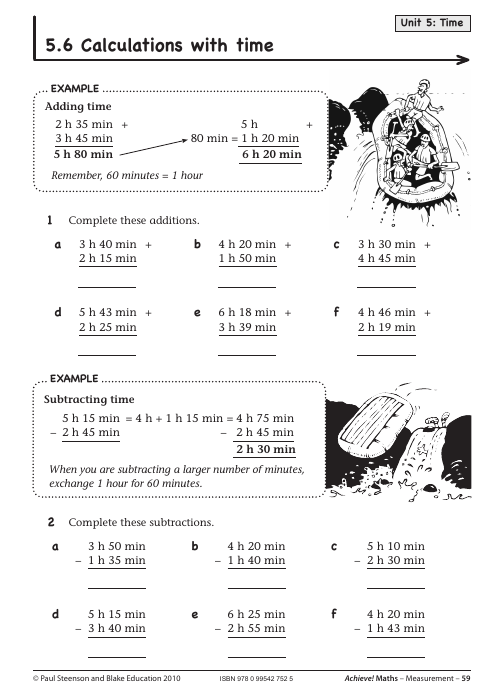 Unit 5: Time
5.6 Calculations with time
EXAMPLE
Adding time
2 h 35 min +
3 h 45 min
5 h 80 min
5 h +
80 min = 1 h 20 min
6 h 20 min
Remember, 60 minutes = 1 hour
1 Complete these additions.
a 3 h 40 min +
2 h 15 min
b 4 h 20 min +
1 h 50 min
c 3 h 30 min +
4 h 45 min
d 5 h 43 min +
2 h 25 min
e 6 h 18 min +
3 h 39 min
f 4 h 46 min +
2 h 19 min
EXAMPLE
Subtracting time
5 h 15 min = 4 h + 1 h 15 min = 4 h 75 min
– 2 h 45 min – 2 h 45 min
2 h 30 min
When you are subtracting a larger number of minutes,
exchange 1 hour for 60 minutes.
2 Complete these subtractions.
a 3 h 50 min
– 1 h 35 min
b 4 h 20 min
– 1 h 40 min
c 5 h 10 min
– 2 h 30 min
d 5 h 15 min
– 3 h 40 min
e 6 h 25 min
– 2 h 55 min
f 4 h 20 min
– 1 h 43 min
© Paul Steenson and Blake Education 2010 ISBN 978 0 99542 752 5 Achieve! Maths – Measurement – 59